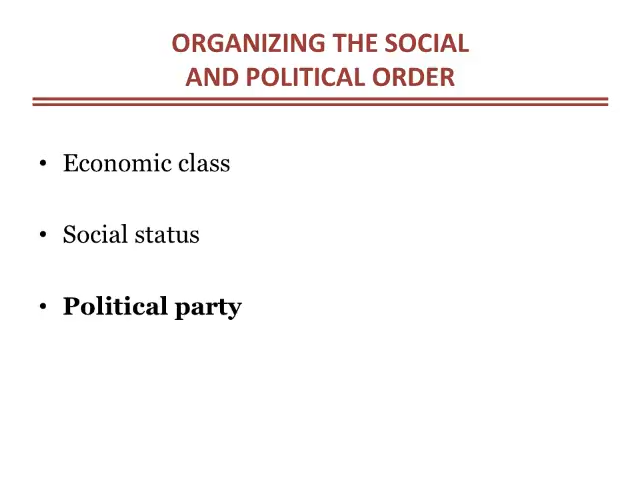 ORGANIZING THE SOCIAL
AND POLITICAL ORDER
• Economic class
• Social status
• Political party